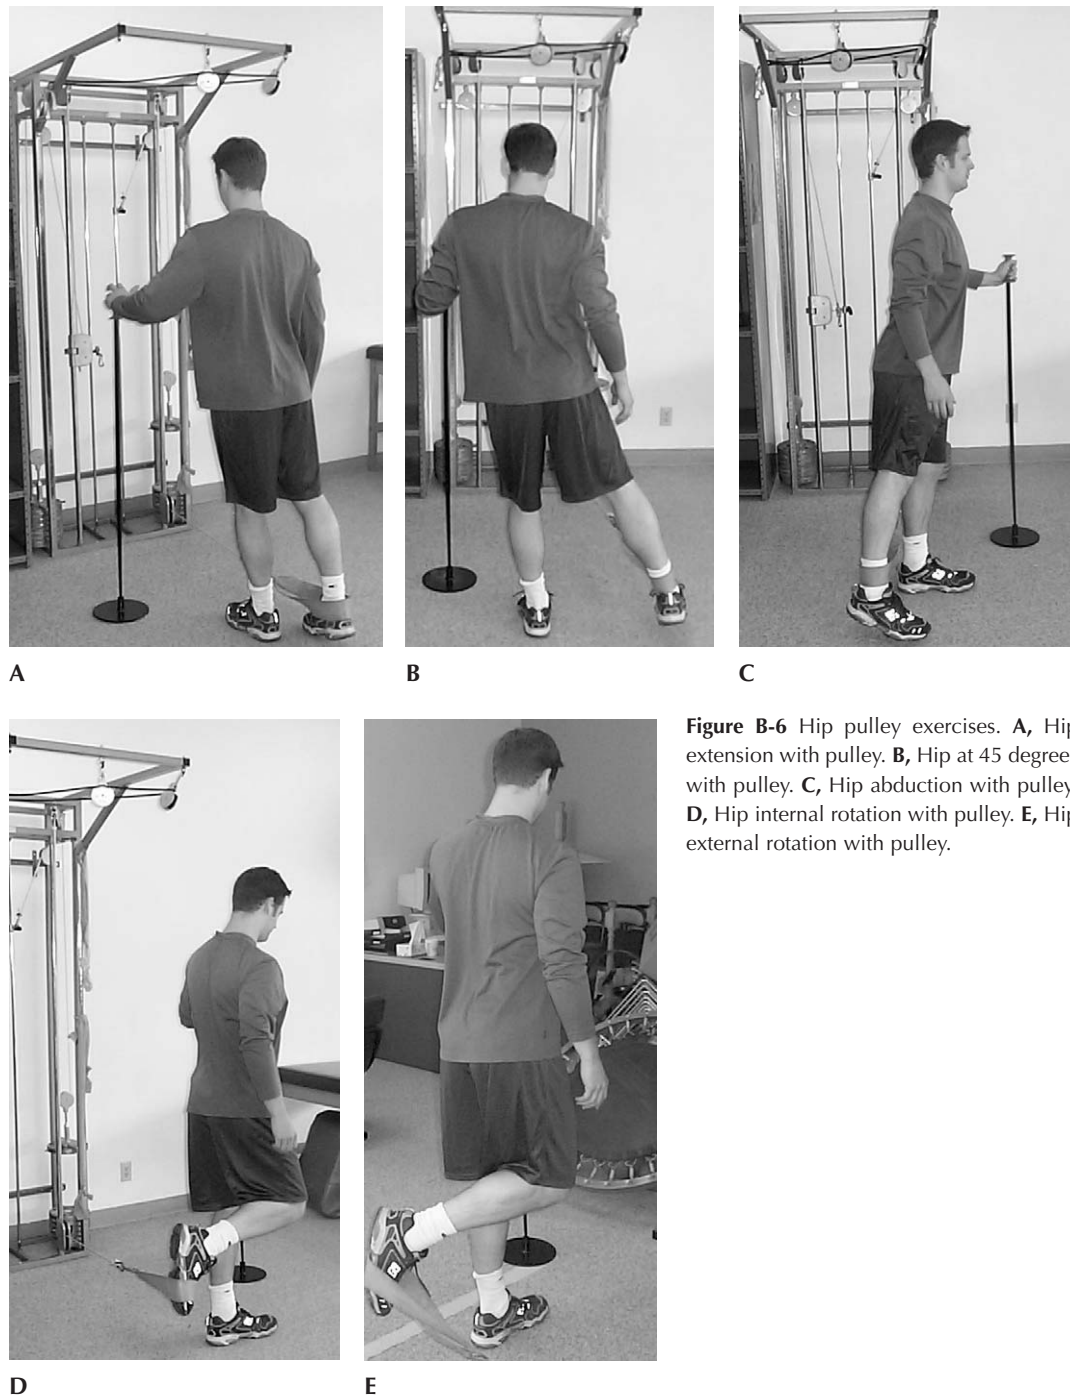 A
B
C
Figure B-6 Hip pulley exercises. A, Hip
extension with pulley. B, Hip at 45 degree
with pulley. C, Hip abduction with pulley
D, Hip internal rotation with pulley. E, Hip
external rotation with pulley.
D
E